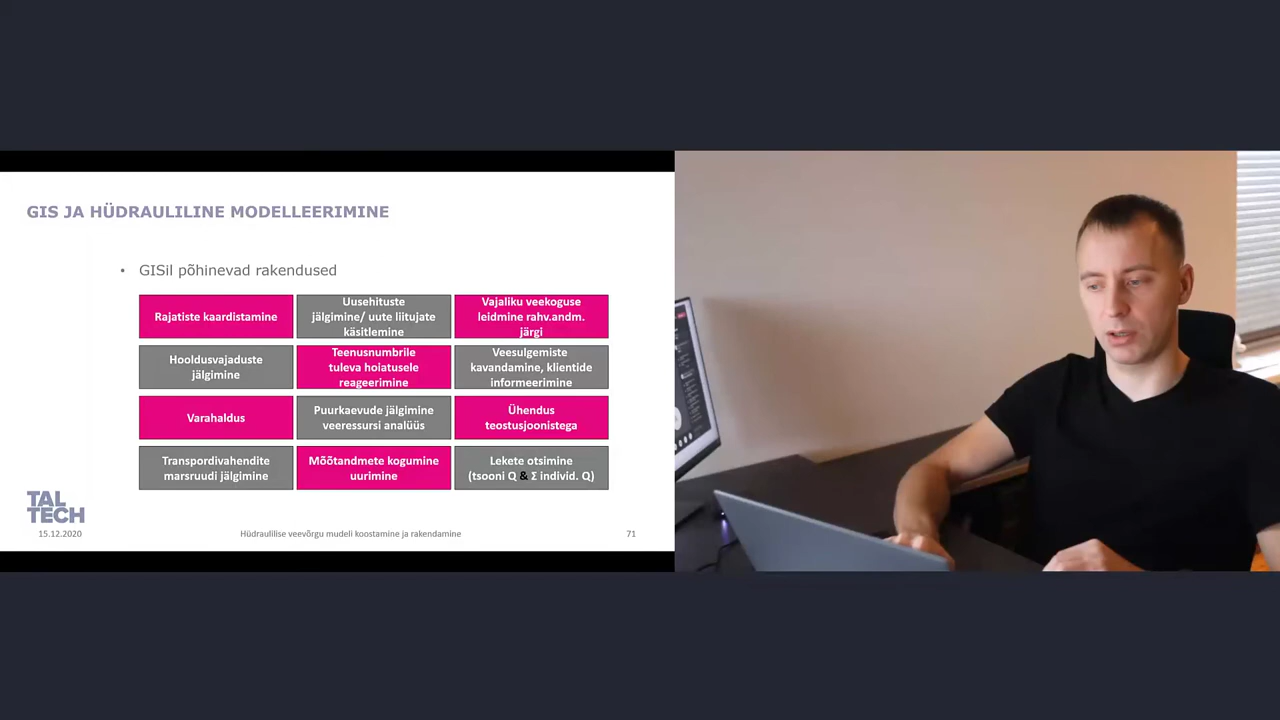 GIS JA HÜDRAULILINE MODELLEERIMINE
• GISil põhinevad rakendused
Rajatiste kaardistamine
Uusehituste
jälgimine/ uute liitujate
käsitlemine
Vajaliku veekoguse
leidmine rahv.andm.
järgi
Hooldusvajaduste
jälgimine
Teenusnumbrile
tuleva hoiatusele
reageerimine
Veesulgemiste
kavandamine, klientide
informeerimine
Varahaldus
Puurkaevude jälgimine
veeressursi analüüs
Ühendus
teostusjoonistega
Transpordivahendite
marsruudi jälgimine
Mõõtandmete kogumine
uurimine
Lekete otsimine
(tsooni Q & Σ individ. Q)
TAL
TECH
15.12.2020
Hüdraulilise veevõrgu mudeli koostamine ja rakendamine
71